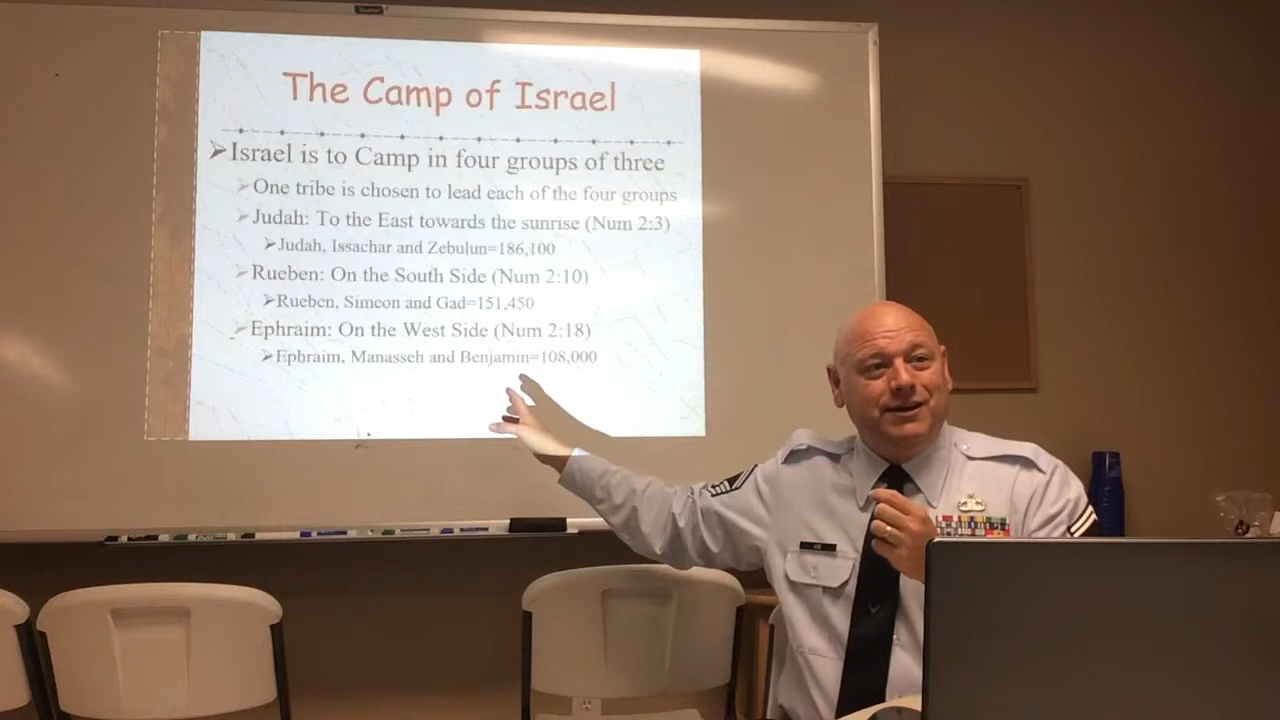 The Camp of Israel
Israel is to Camp in four groups of three
One tribe is chosen to lead each of the four groups
Judah: To the East towards the sunrise (Num 2:3)
Judah, Issachar and Zebulun=186,100
Rueben: On the South Side (Num 2:10)
Rueben, Simeon and Gad=151,450
Ephraim: On the West Side (Num 2:18)
Ephraim, Manasseh and Benjamin=108,000